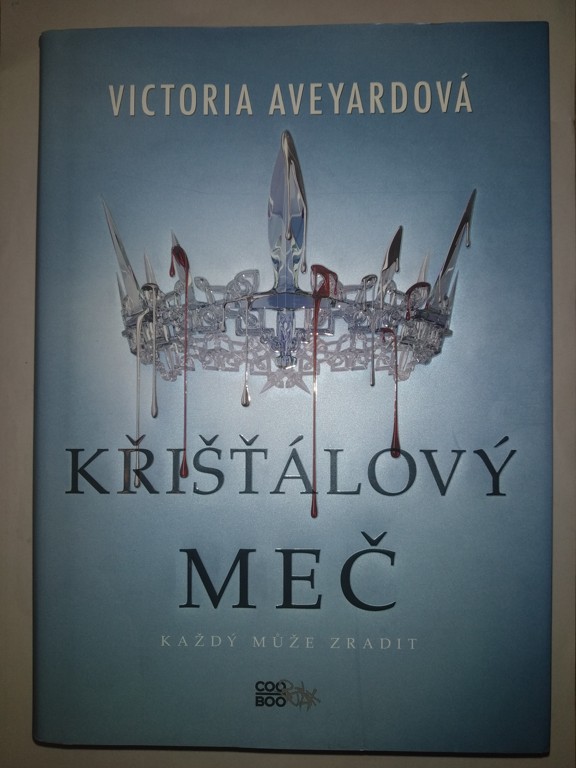 VICTORIA AVEYARDOVÁ
KŘIŠŤÁLOVÝ
MEČ
KAŽDÝ MŮŽE ZRADIT
COO
BOO